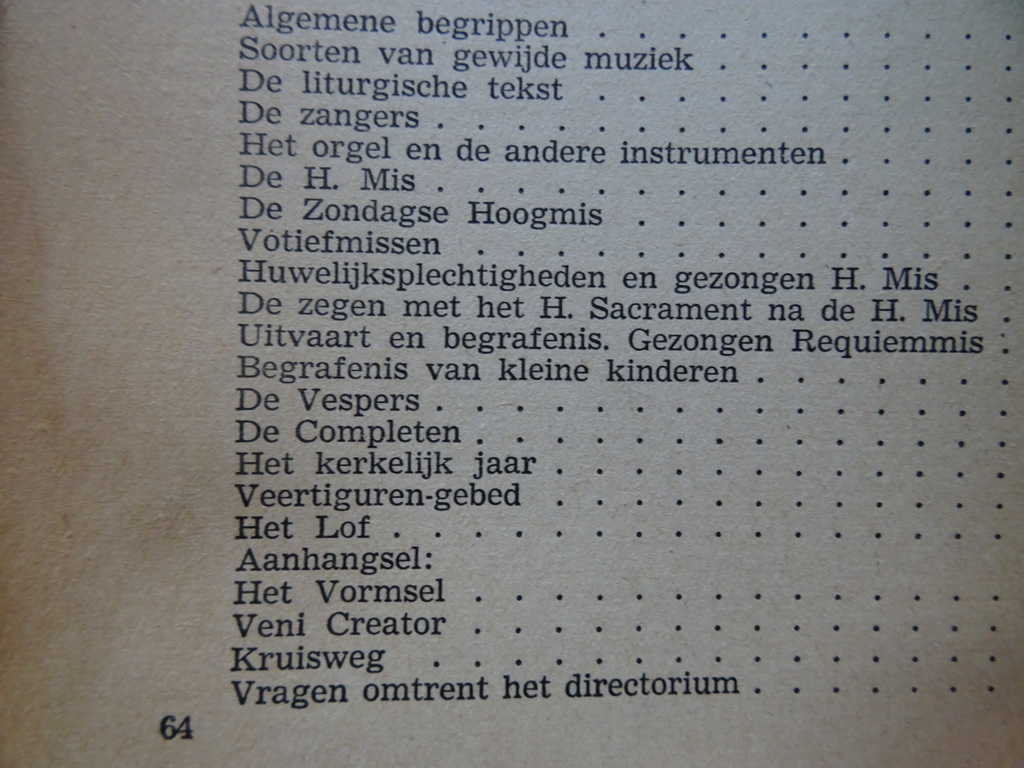 Algemene begrippen . . . . . . . . . . .
Soorten van gewijde muziek . . . . . . . .
De liturgische tekst . . . . . . . . . . .
De zangers . . . . . . . . . . . . . . .
Het orgel en de andere instrumenten . . . . .
De H. Mis . . . . . . . . . . . . . . .
De Zondagse Hoogmis . . . . . . . . . .
Votiefmissen . . . . . . . . . . . . . .
Huwelijksplechtigheden en gezongen H. Mis . .
De zegen met het H. Sacrament na de H. Mis .
Uitvaart en begrafenis. Gezongen Requiemmis .
Begrafenis van kleine kinderen . . . . . . .
De Vespers . . . . . . . . . . . . . . .
De Completen . . . . . . . . . . . . . .
Het kerkelijk jaar . . . . . . . . . . . .
Veertiguren-gebed . . . . . . . . . . . .
Het Lof . . . . . . . . . . . . . . . .
Aanhangsel:
Het Vormsel . . . . . . . . . . . . . .
Veni Creator . . . . . . . . . . . . . .
Kruisweg . . . . . . . . . . . . . . .
Vragen omtrent het directorium . . . . . . .
64